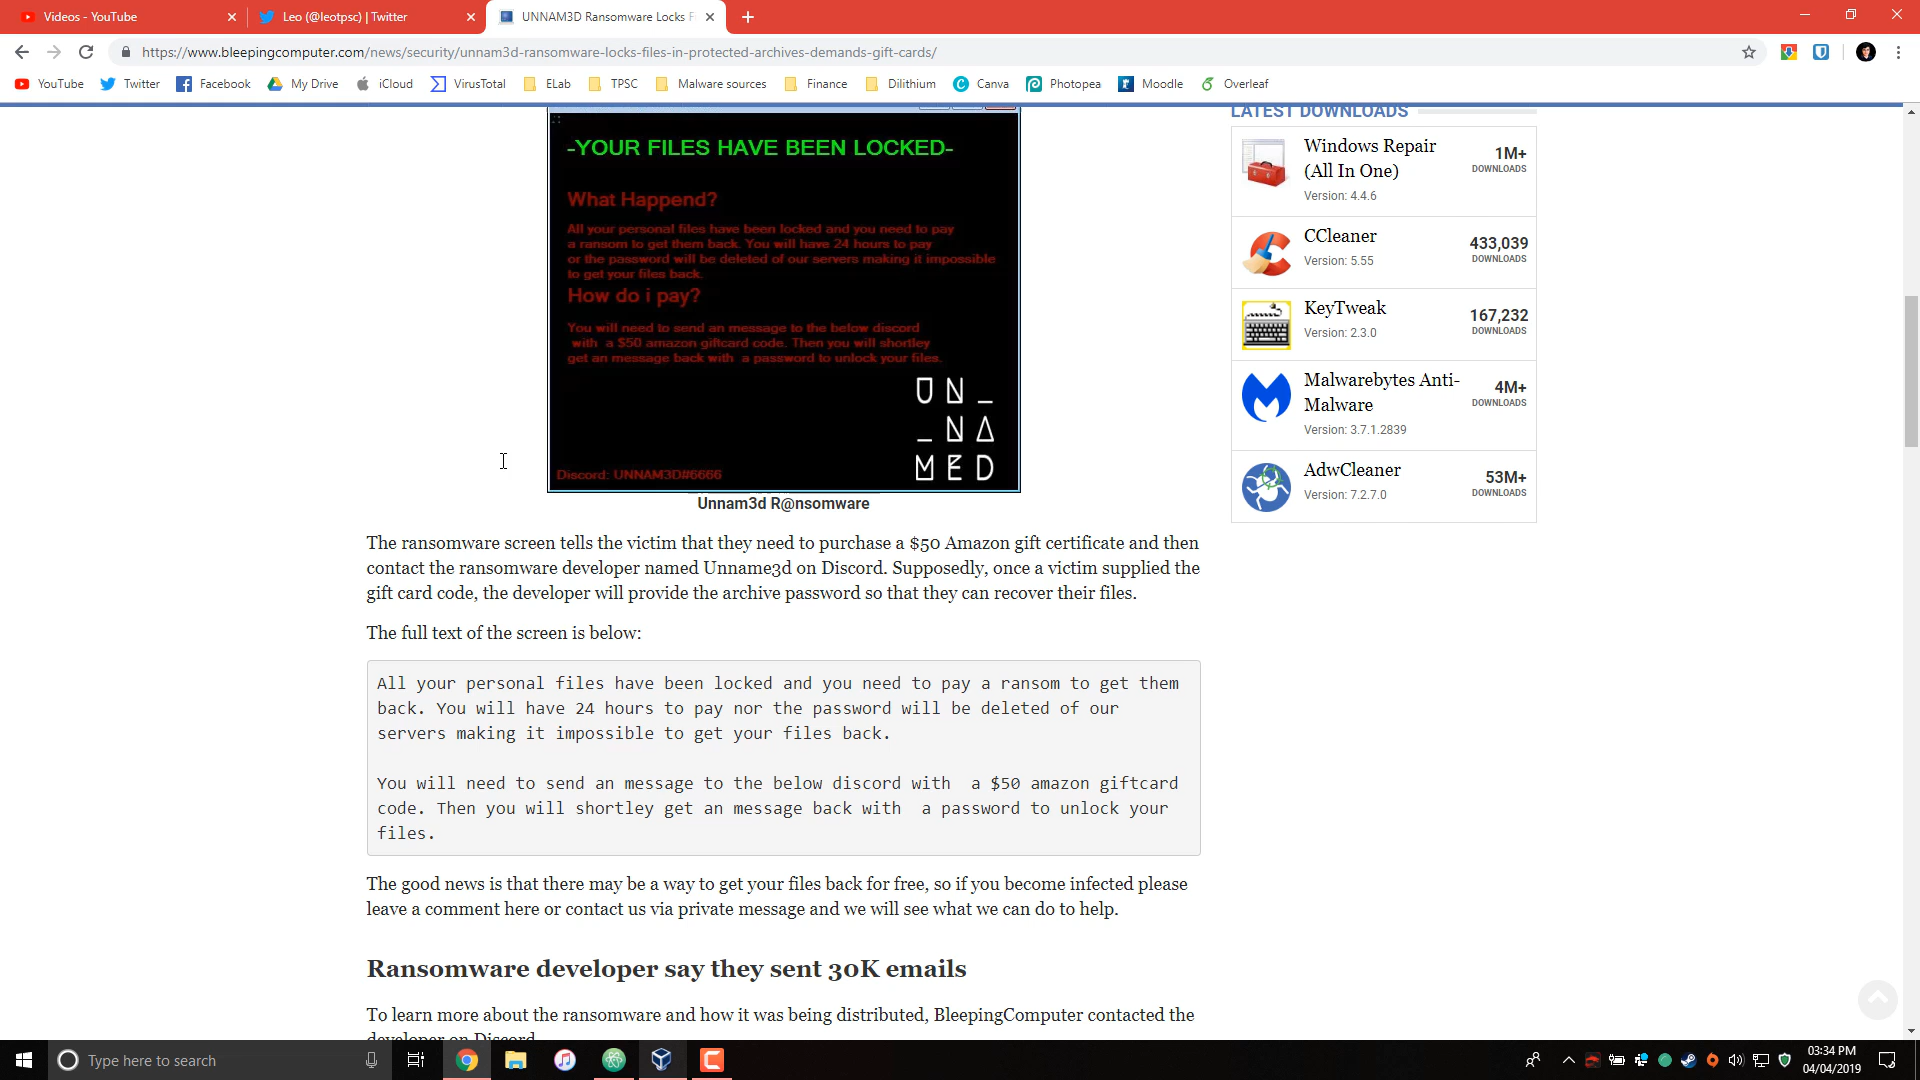 Videos - YouTube
Leo (@leotpsc) | Twitter
UNNAM3D Ransomware Locks F
https://www.bleepingcomputer.com/news/security/unnam3d-ransomware-locks-files-in-protected-archives-demands-gift-cards/
YouTube
Twitter
Facebook
My Drive
iCloud
VirusTotal
ELab
TPSC
Malware sources
Finance
Dilithium
Canva
Photopea
Moodle
Overleaf
-YOUR FILES HAVE BEEN LOCKED-
What Happend?
All your personal files have been locked and you need to pay
a ransom to get them back. You will have 24 hours to pay
or the password will be deleted of our servers making it impossible
to get your files back.
How do i pay?
You will need to send an message to the below discord
with a $50 amazon giftcard code. Then you will shortley
get an message back with a password to unlock your files.
UN_
_NA
MED
Discord: UNNAM3D#6666
Unnam3d R@nsomware
The ransomware screen tells the victim that they need to purchase a $50 Amazon gift certificate and then
contact the ransomware developer named Unname3d on Discord. Supposedly, once a victim supplied the
gift card code, the developer will provide the archive password so that they can recover their files.
The full text of the screen is below:
All your personal files have been locked and you need to pay a ransom to get them
back. You will have 24 hours to pay nor the password will be deleted of our
servers making it impossible to get your files back.
You will need to send an message to the below discord with  a $50 amazon giftcard
code. Then you will shortley get an message back with  a password to unlock your
files.
The good news is that there may be a way to get your files back for free, so if you become infected please
leave a comment here or contact us via private message and we will see what we can do to help.
Ransomware developer say they sent 30K emails
To learn more about the ransomware and how it was being distributed, BleepingComputer contacted the
developer on Discord
LATEST DOWNLOADS
Windows Repair
(All In One)
Version: 4.4.6
1M+
DOWNLOADS
CCleaner
Version: 5.55
433,039
DOWNLOADS
KeyTweak
Version: 2.3.0
167,232
DOWNLOADS
Malwarebytes Anti-
Malware
Version: 3.7.1.2839
4M+
DOWNLOADS
AdwCleaner
Version: 7.2.7.0
53M+
DOWNLOADS
Type here to search
03:34 PM
04/04/2019